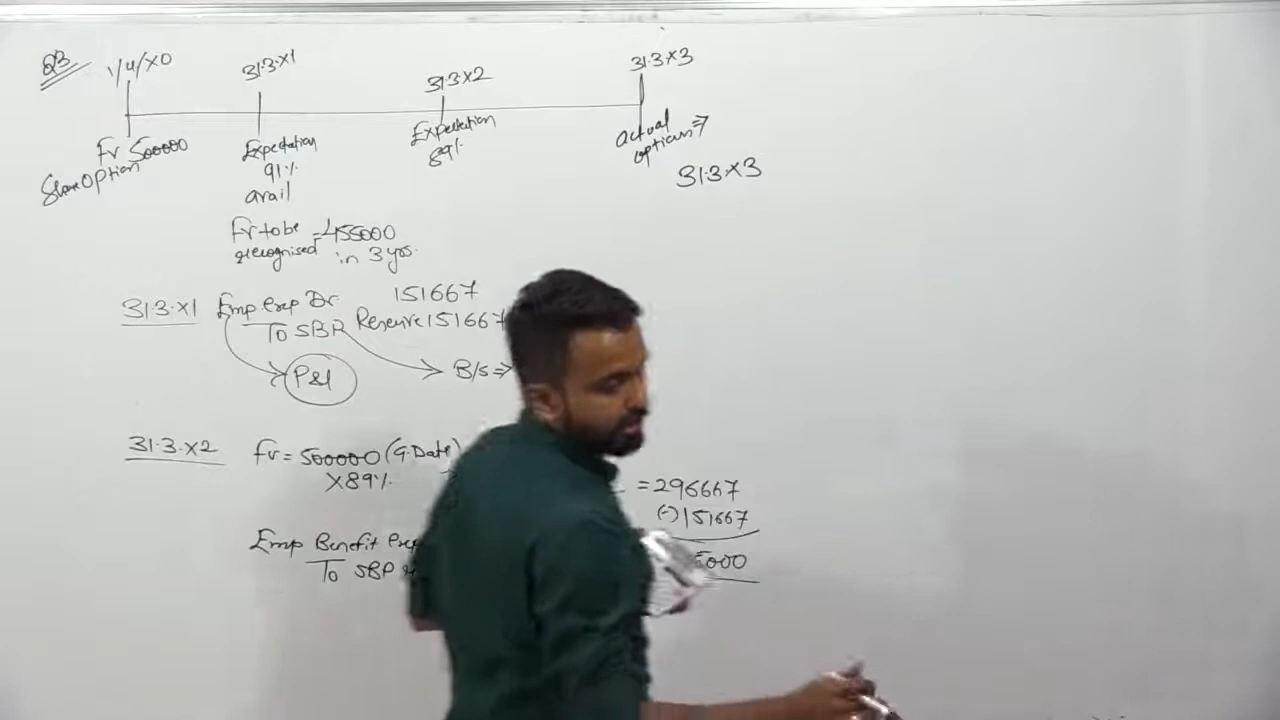 Q3
1/4/X0
31.3.X1
31.3.X2
31.3.X3
FV 500000
Share Option
Expectation
91%
avail
Expectation
89%
actual
options ⇒
31.3.X3
FV to be = 455000
recognised in 3 yrs.
31.3.X1 Emp. Exp Dr 151667
To SBR Reserve 151667
P&L
B/S ⇒
31.3.X2 FV = 500000 (G.Date)
X89%
= 296667
(-) 151667
5000
Emp Benefit
To SBP